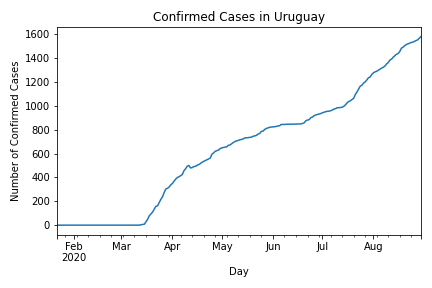 Confirmed Cases in Uruguay
1600
1400
1200
1000
800
600
400
200
0
Number of Confirmed Cases
Feb Mar Apr May Jun Jul Aug
2020
Day